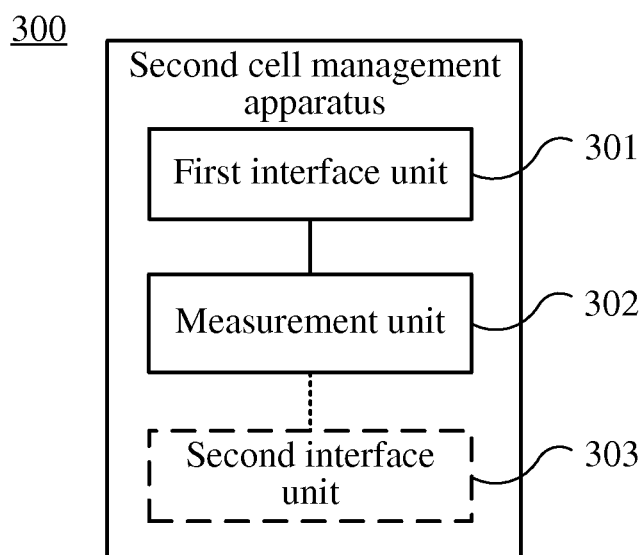 300
Second cell management
apparatus
First interface unit
301
Measurement unit
302
Second interface
unit
303